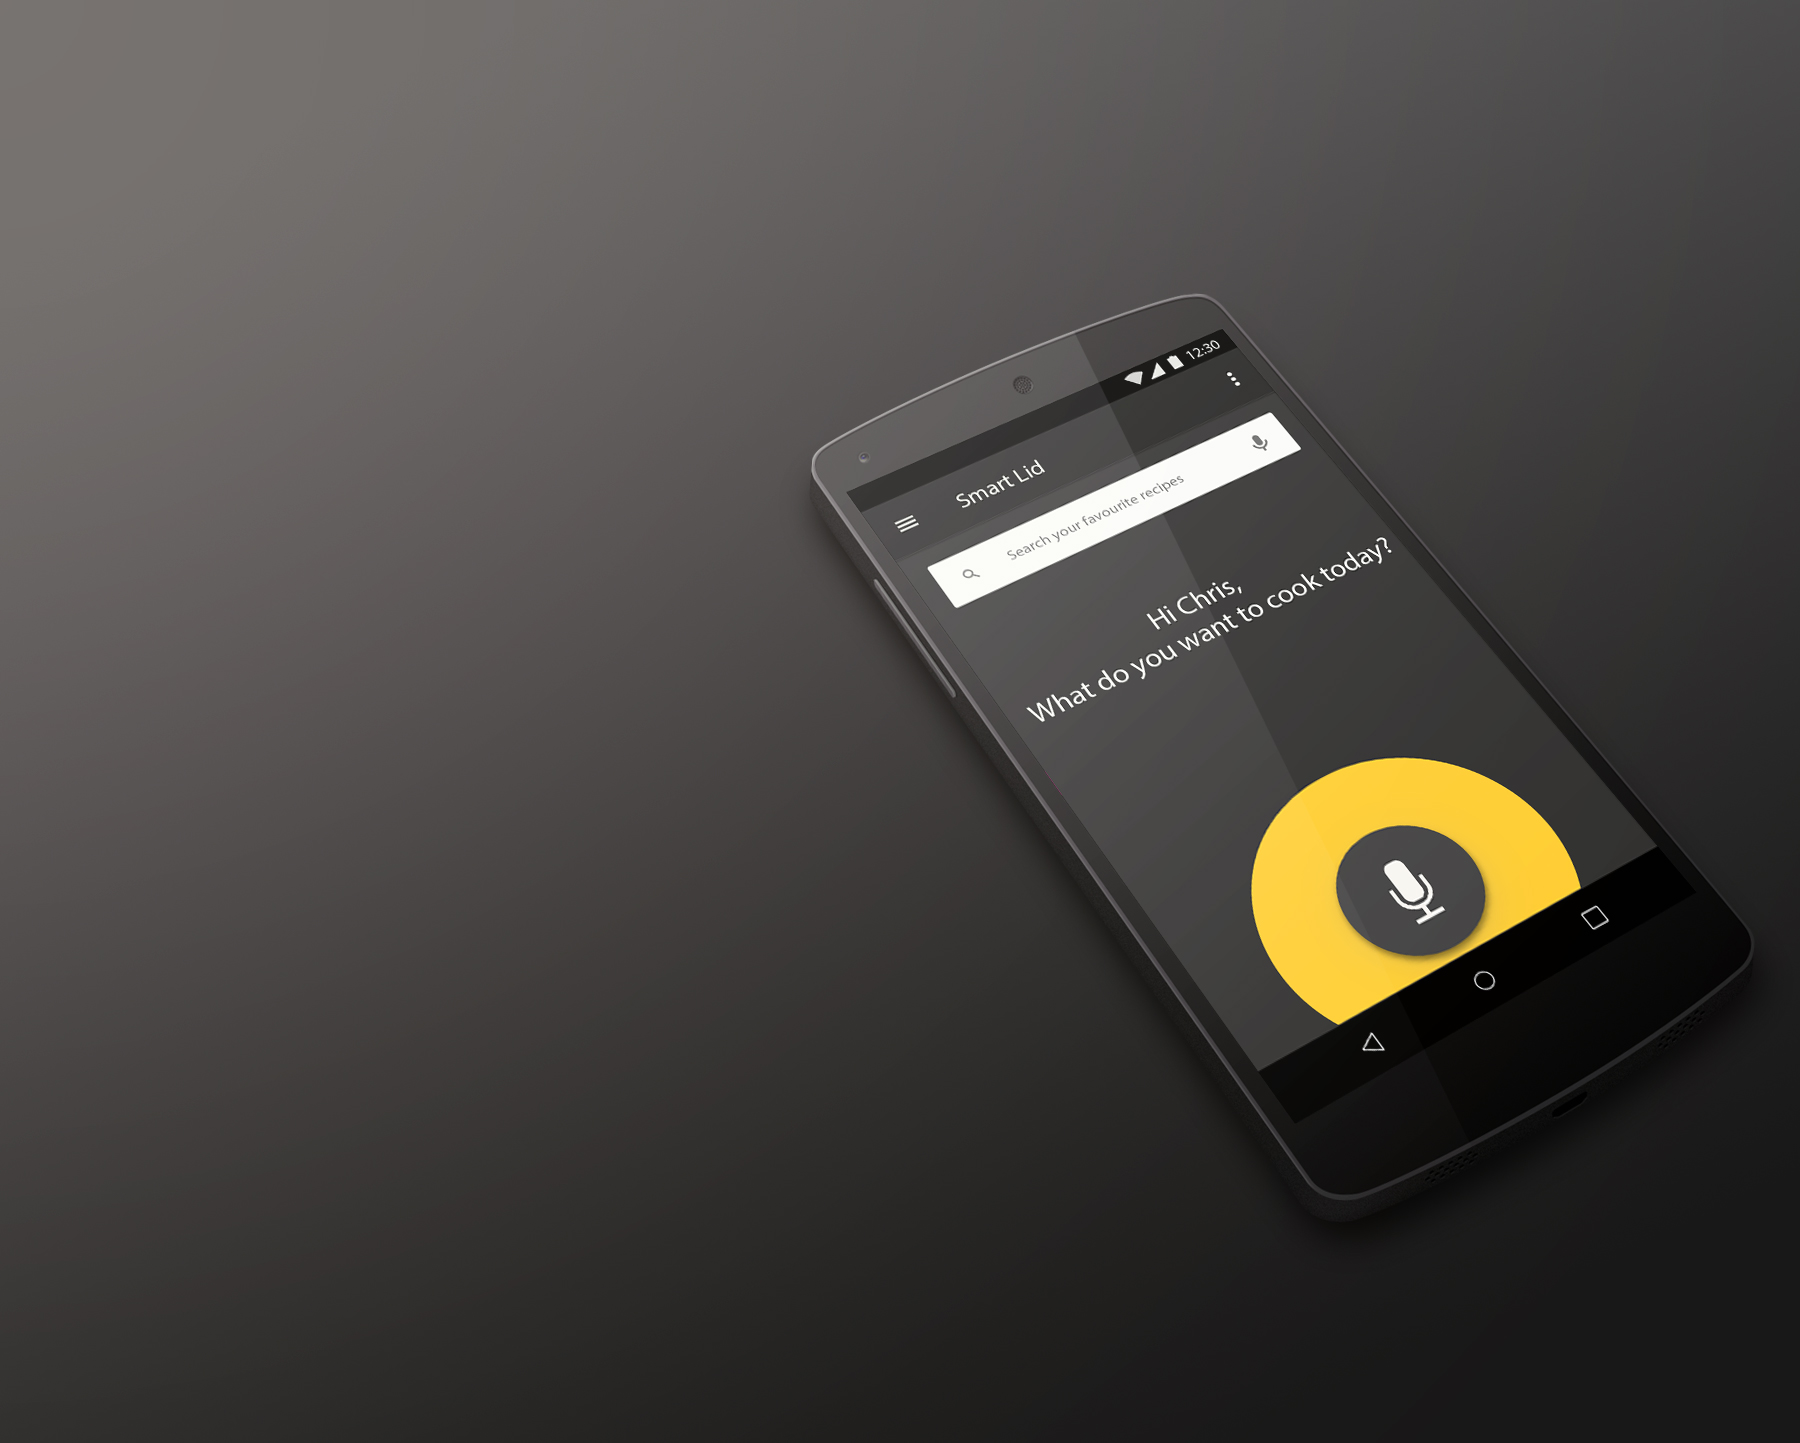 12:30
Smart Lid
Search your favourite recipes
Hi Chris,
What do you want to cook today?